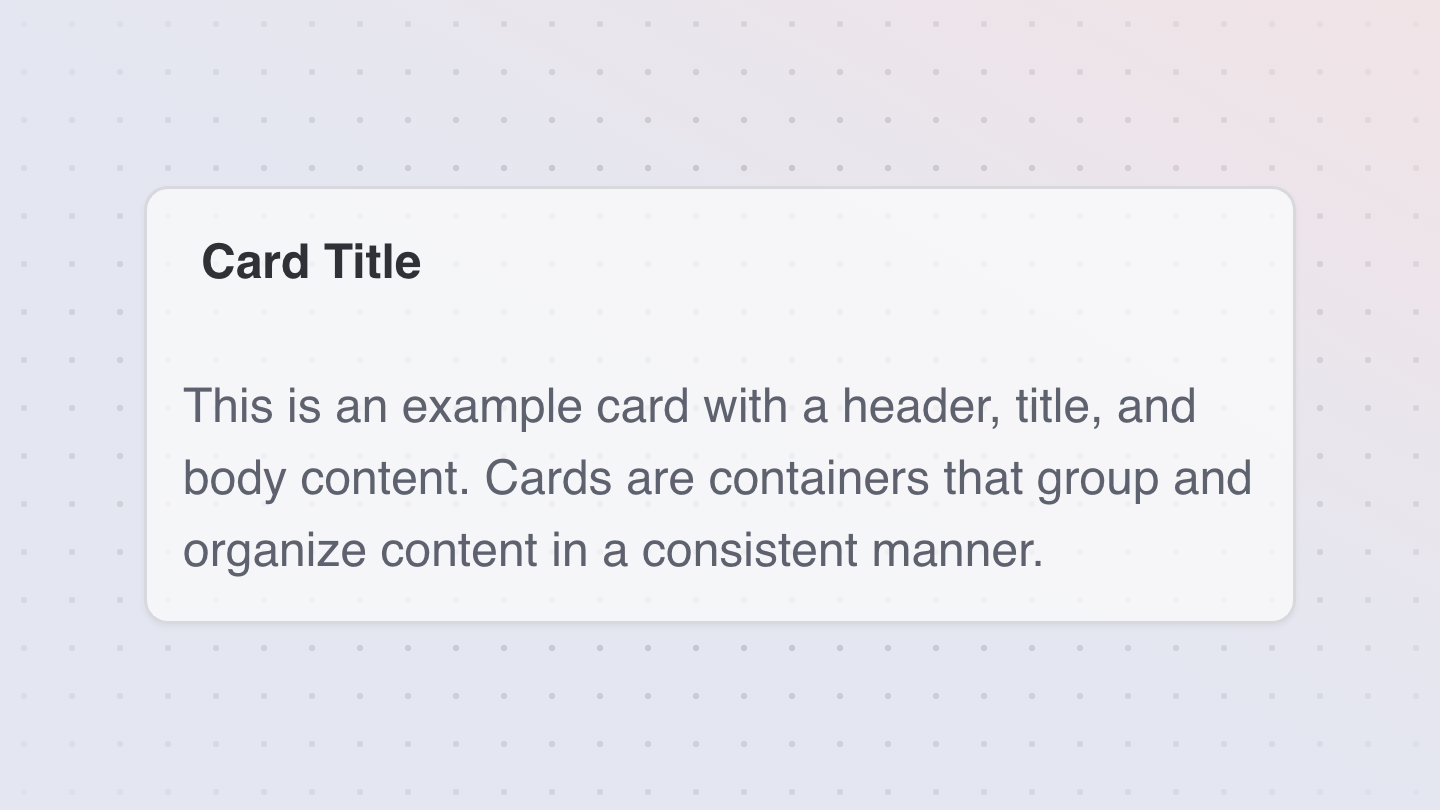 Card Title
This is an example card with a header, title, and
body content. Cards are containers that group and
organize content in a consistent manner.